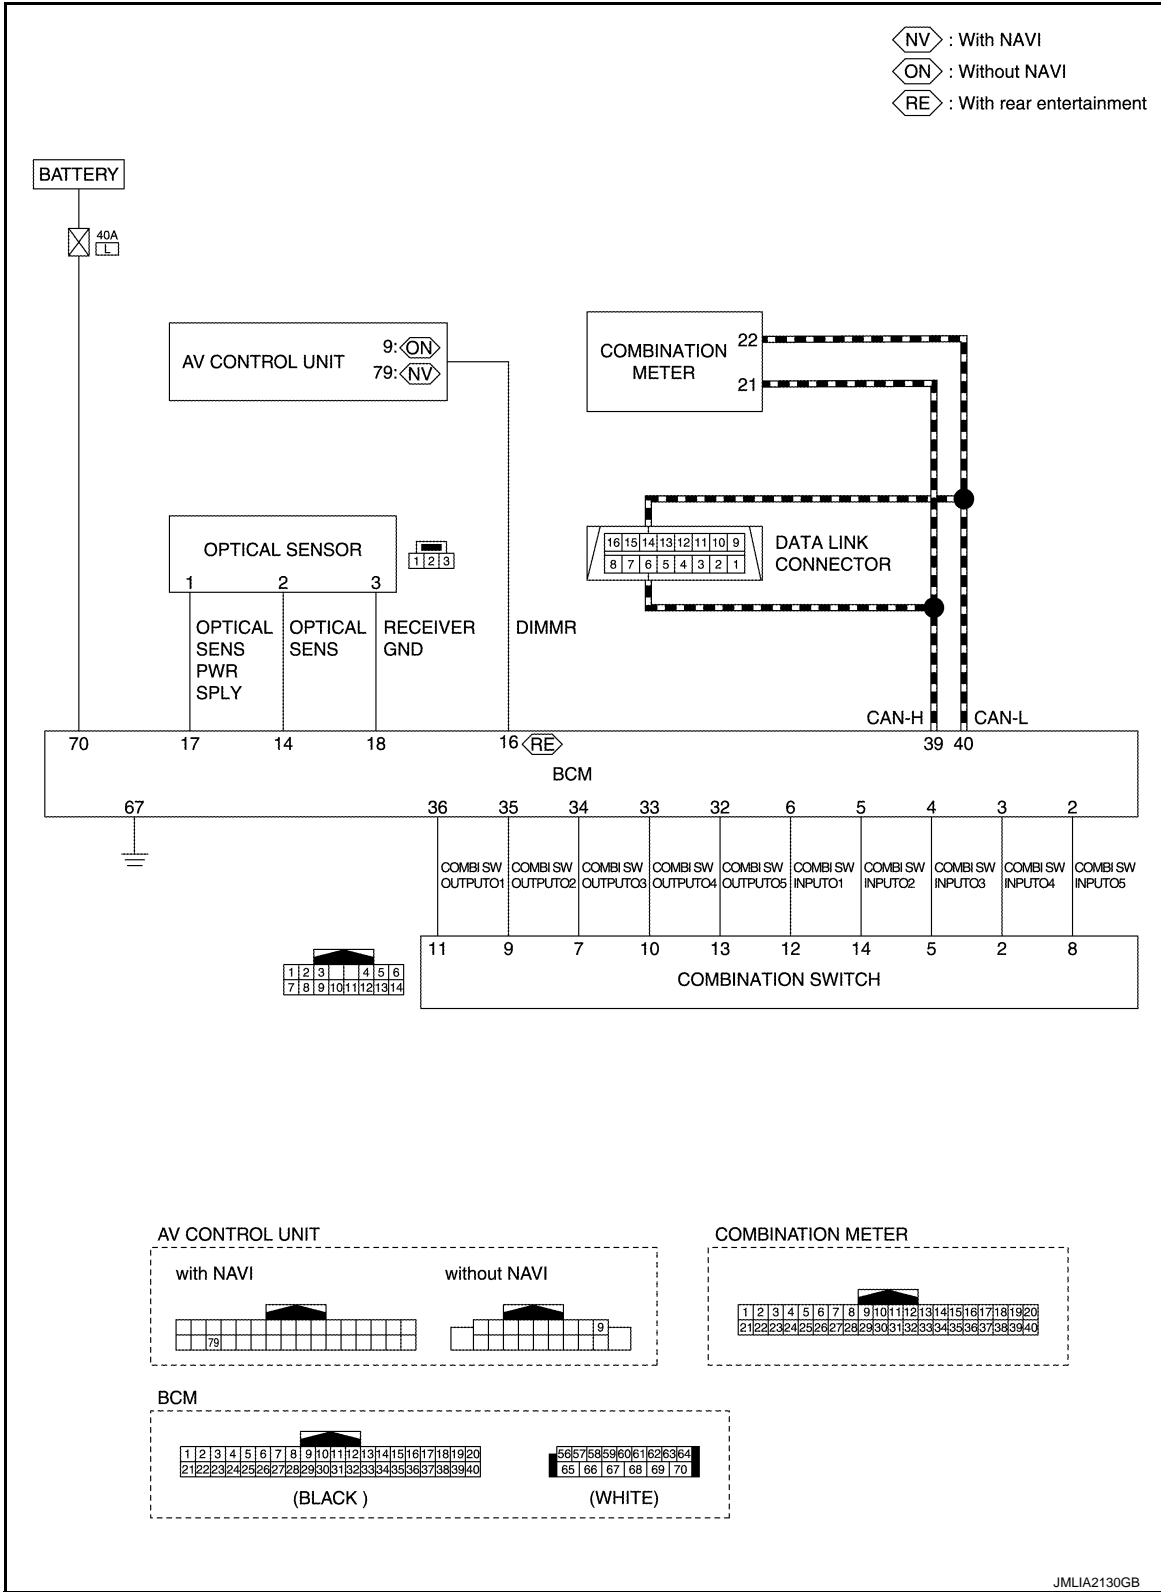 NV : With NAVI
ON : Without NAVI
RE : With rear entertainment
BATTERY
40A
L
AV CONTROL UNIT
9: ON
79: NV
COMBINATION
METER
22
21
OPTICAL SENSOR
1 2 3
1 2 3
16 15 14 13 12 11 10 9
8 7 6 5 4 3 2 1
DATA LINK
CONNECTOR
OPTICAL
SENS
PWR
SPLY
OPTICAL
SENS
RECEIVER
GND
DIMMR
CAN-H
CAN-L
70 17 14 18 16 RE 39 40
BCM
67 36 35 34 33 32 6 5 4 3 2
COMBI SW
OUTPUTO1
COMBI SW
OUTPUTO2
COMBI SW
OUTPUTO3
COMBI SW
OUTPUTO4
COMBI SW
OUTPUTO5
COMBI SW
INPUTO1
COMBI SW
INPUTO2
COMBI SW
INPUTO3
COMBI SW
INPUTO4
COMBI SW
INPUTO5
11 9 7 10 13 12 14 5 2 8
COMBINATION SWITCH
1 2 3 4 5 6
7 8 9 10 11 12 13 14
AV CONTROL UNIT
with NAVI
79
without NAVI
9
COMBINATION METER
1 2 3 4 5 6 7 8 9 10 11 12 13 14 15 16 17 18 19 20
21 22 23 24 25 26 27 28 29 30 31 32 33 34 35 36 37 38 39 40
BCM
1 2 3 4 5 6 7 8 9 10 11 12 13 14 15 16 17 18 19 20
21 22 23 24 25 26 27 28 29 30 31 32 33 34 35 36 37 38 39 40
(BLACK )
56 57 58 59 60 61 62 63 64
65 66 67 68 69 70
(WHITE)
JMLIA2130GB